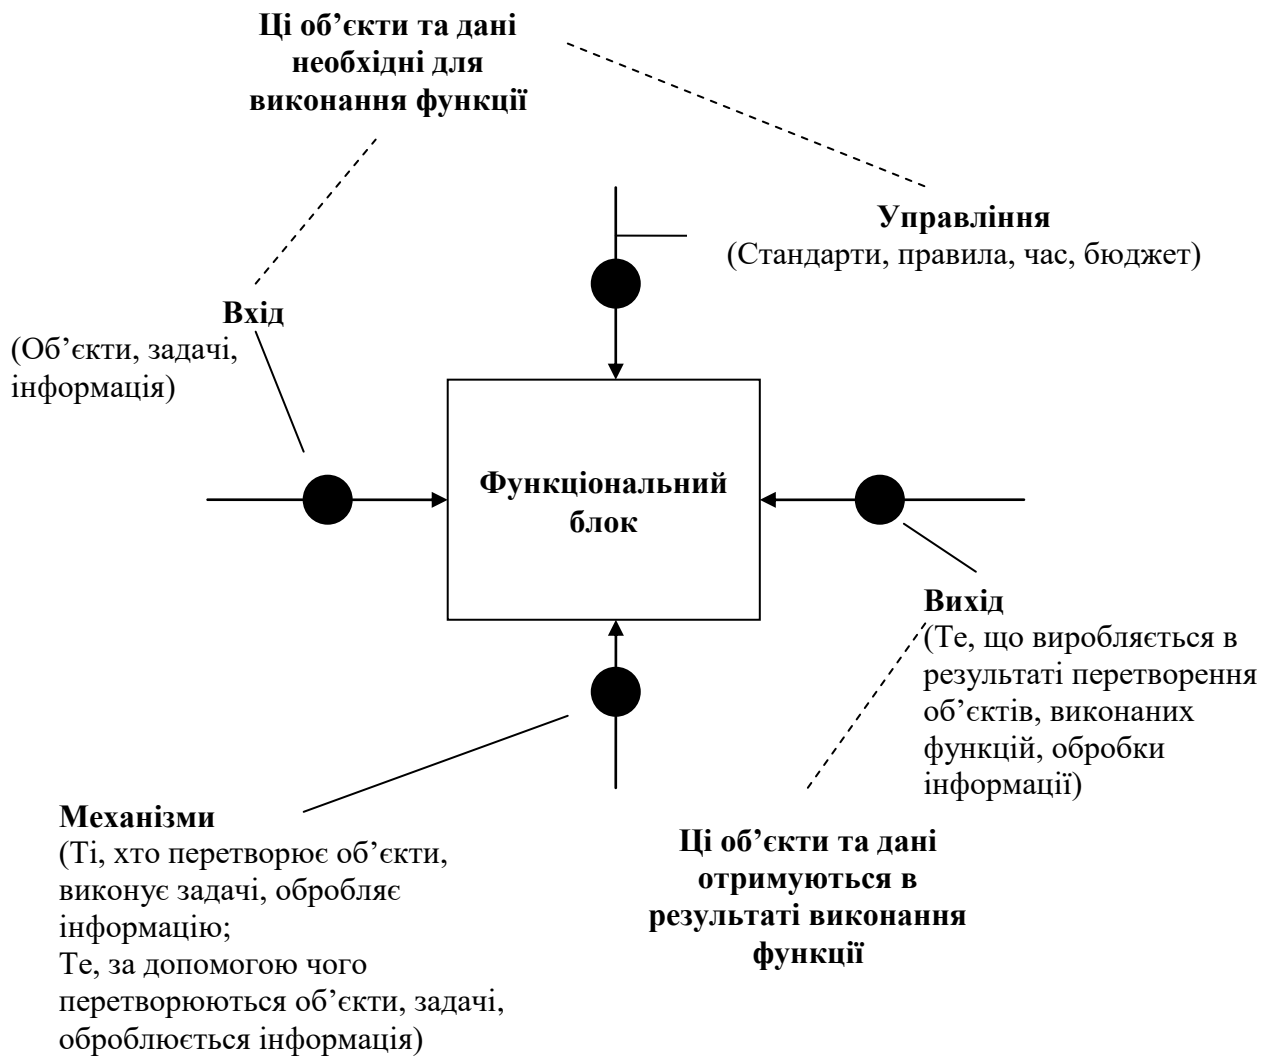 Ці об’єкти та дані
необхідні для
виконання функції
Управління
(Стандарти, правила, час, бюджет)
Вхід
(Об’єкти, задачі,
інформація)
Функціональний
блок
Вихід
(Те, що виробляється в
результаті перетворення
об’єктів, виконаних
функцій, обробки
інформації)
Механізми
(Ті, хто перетворює об’єкти,
виконує задачі, обробляє
інформацію;
Те, за допомогою чого
перетворюються об’єкти, задачі,
оброблюється інформація)
Ці об’єкти та дані
отримуються в
результаті виконання
функції